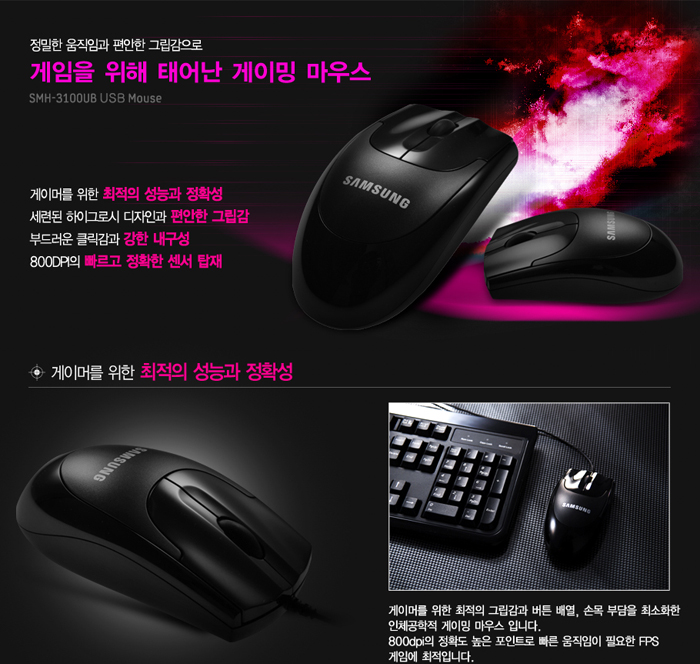 정밀한 움직임과 편안한 그립감으로
게임을 위해 태어난 게이밍 마우스
SMH-3100UB USB Mouse
SAMSUNG
SAMSUNG
게이머를 위한 최적의 성능과 정확성
세련된 하이그로시 디자인과 편안한 그립감
부드러운 클릭감과 강한 내구성
800DPI의 빠르고 정확한 센서 탑재
게이머를 위한 최적의 성능과 정확성
SAMSUNG
SAMSUNG
게이머를 위한 최적의 그립감과 버튼 배열, 손목 부담을 최소화한
인체공학적 게이밍 마우스 입니다.
800dpi의 정확도 높은 포인트로 빠른 움직임이 필요한 FPS
게임에 최적입니다.